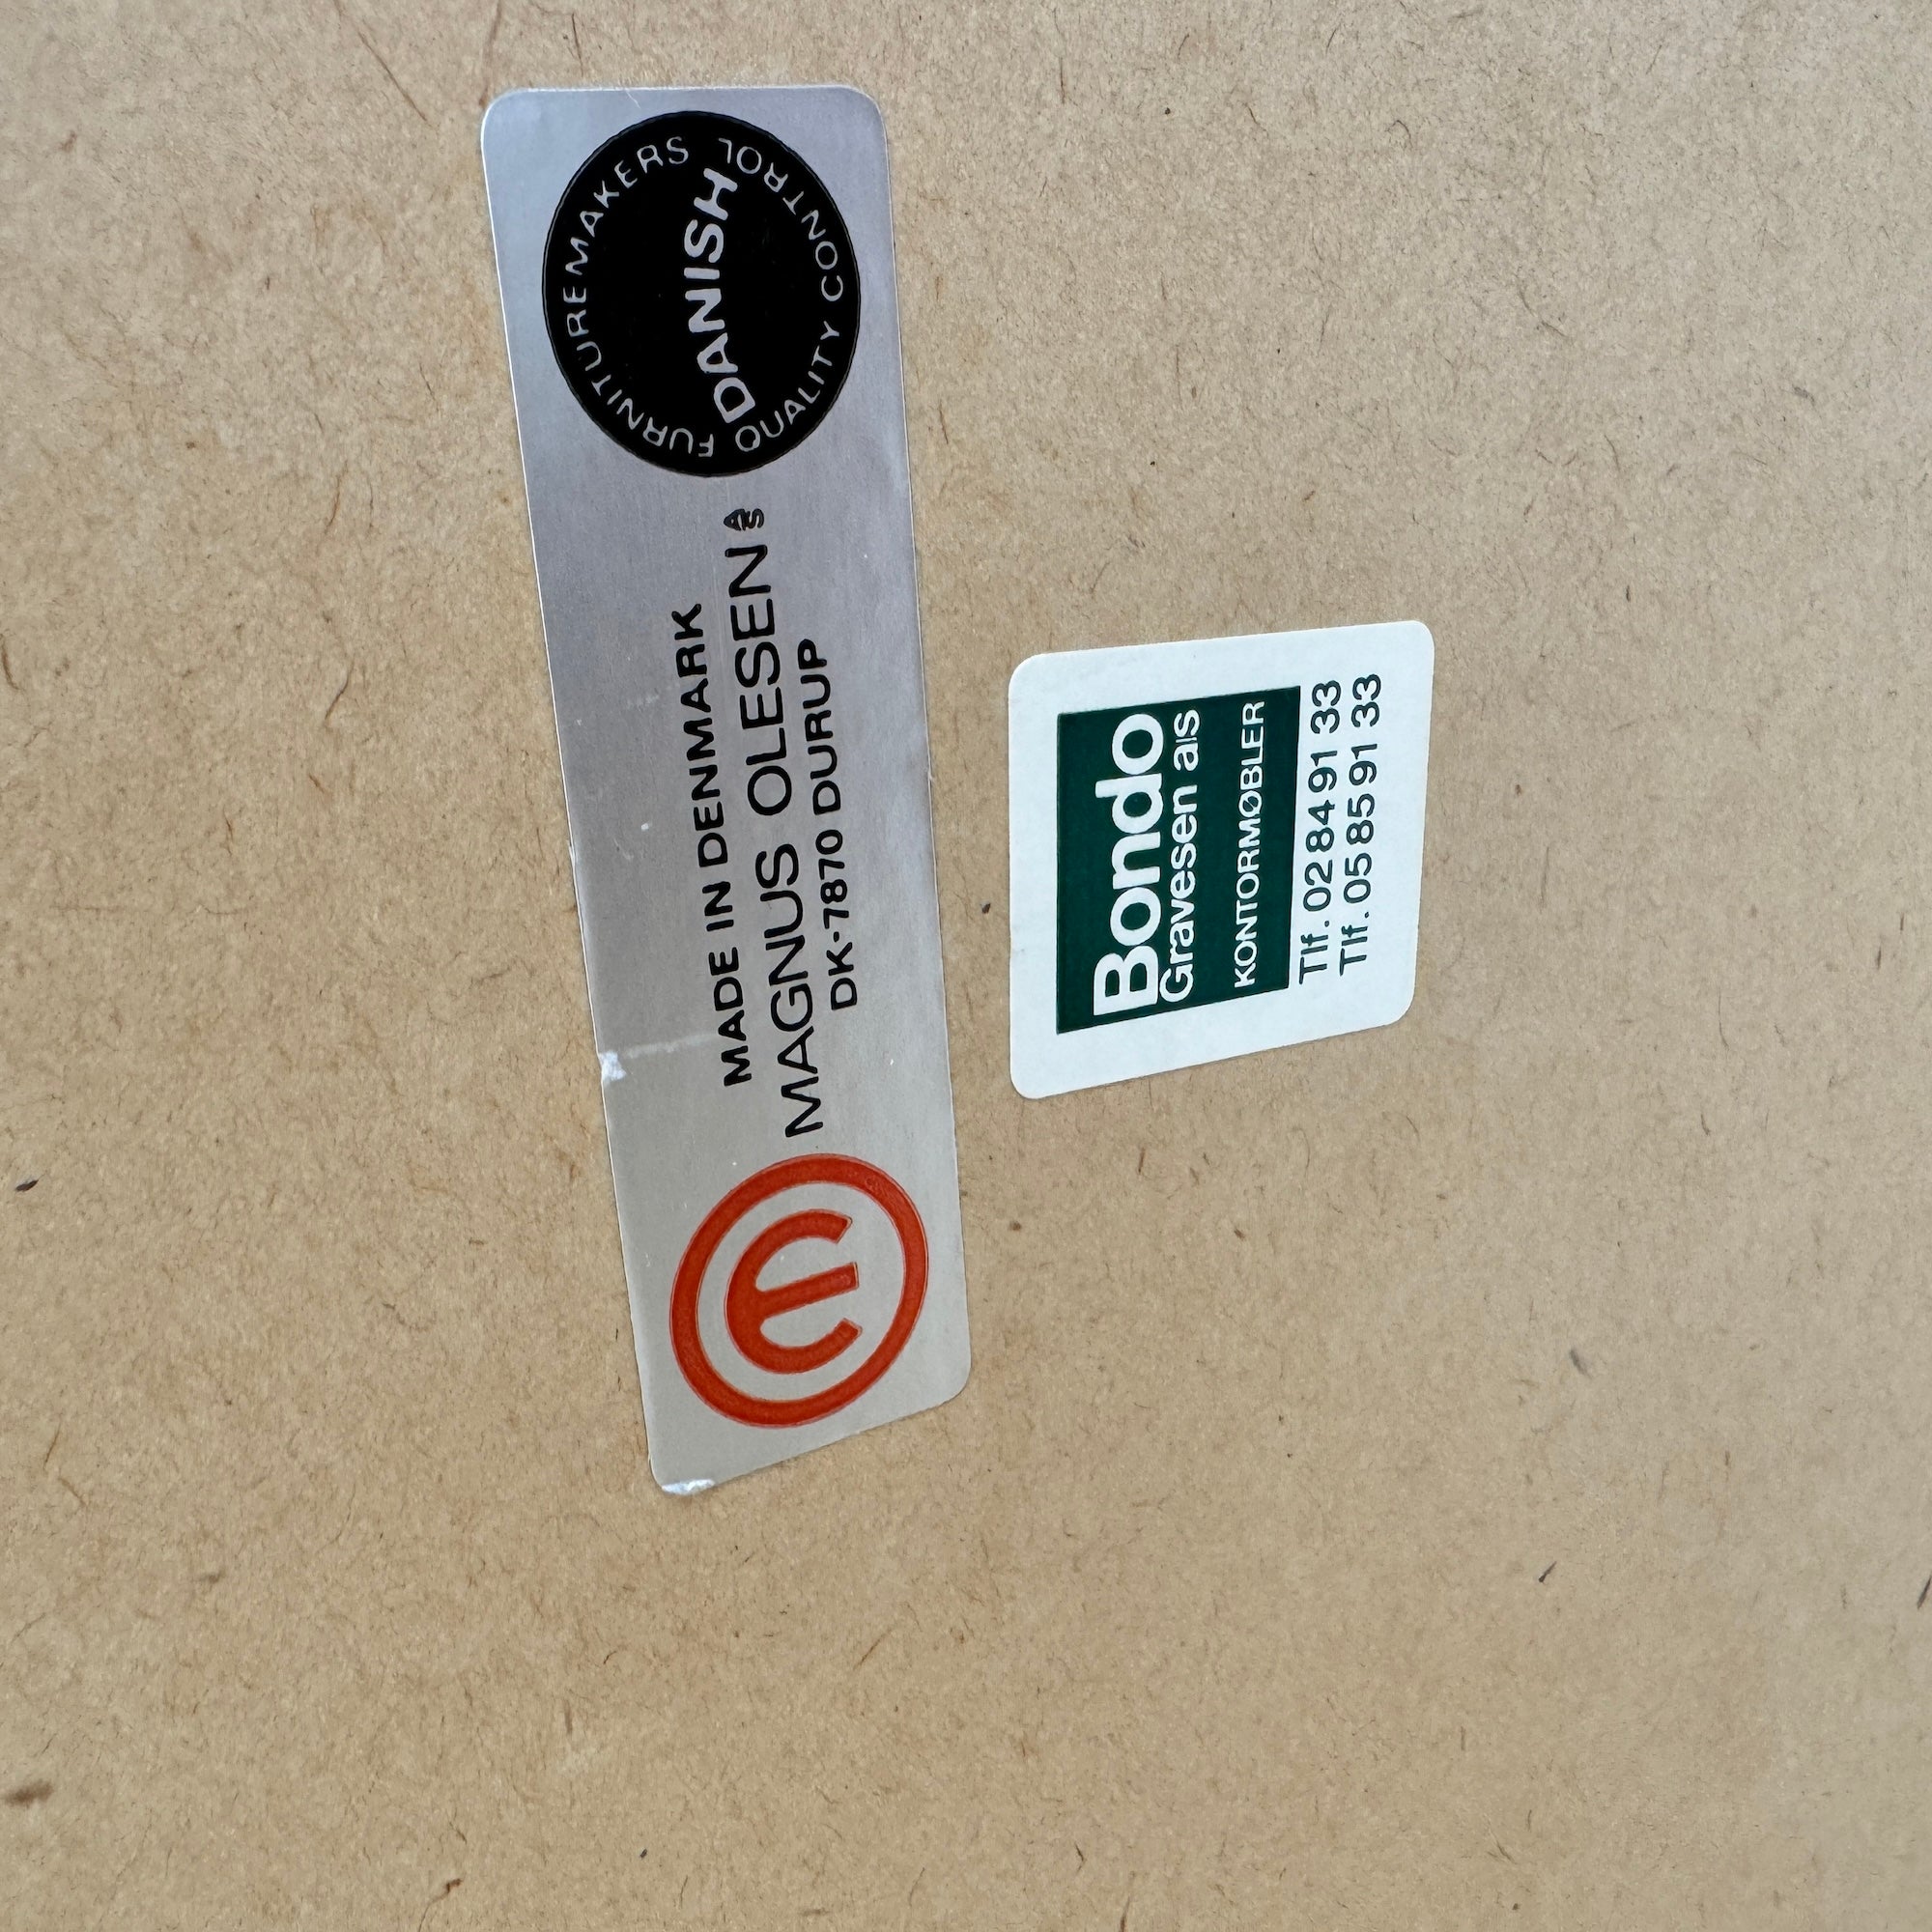 DANISH
FURNITUREMAKERS
QUALITY CONTROL
MADE IN DENMARK
MAGNUS OLESEN A/S
DK-7870 DURUP
Bondo
Gravesen a|s
KONTORMØBLER
Tlf. 02 84 91 33
Tlf. 05 85 91 33